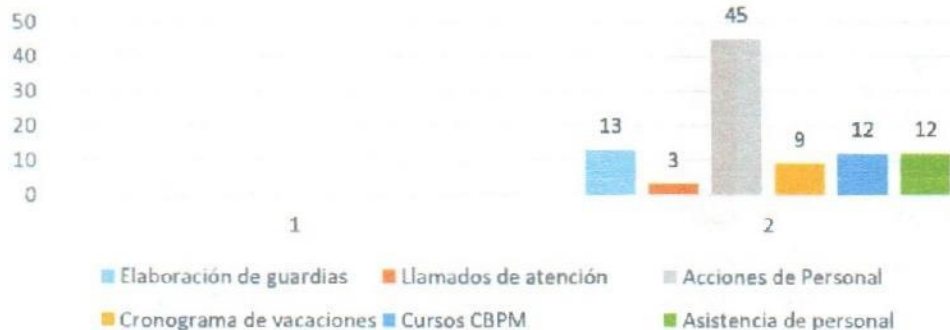 50
45
40
30
20
13
12
12
9
10
3
0
1
2
Elaboración de guardias
Llamados de atención
Acciones de Personal
Cronograma de vacaciones
Cursos CBPM
Asistencia de personal